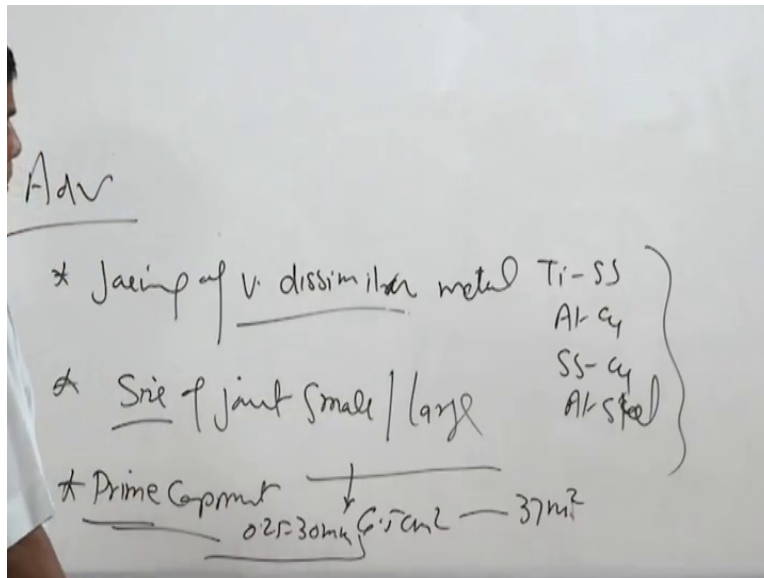 Adv
* Joining of v. dissimilar metal Ti-SS
Al-Cu
SS-Cu
* Size of joint small / large
Al-Steel
* Prime Component
0.25-30mm 6.5cm2 — 37m²